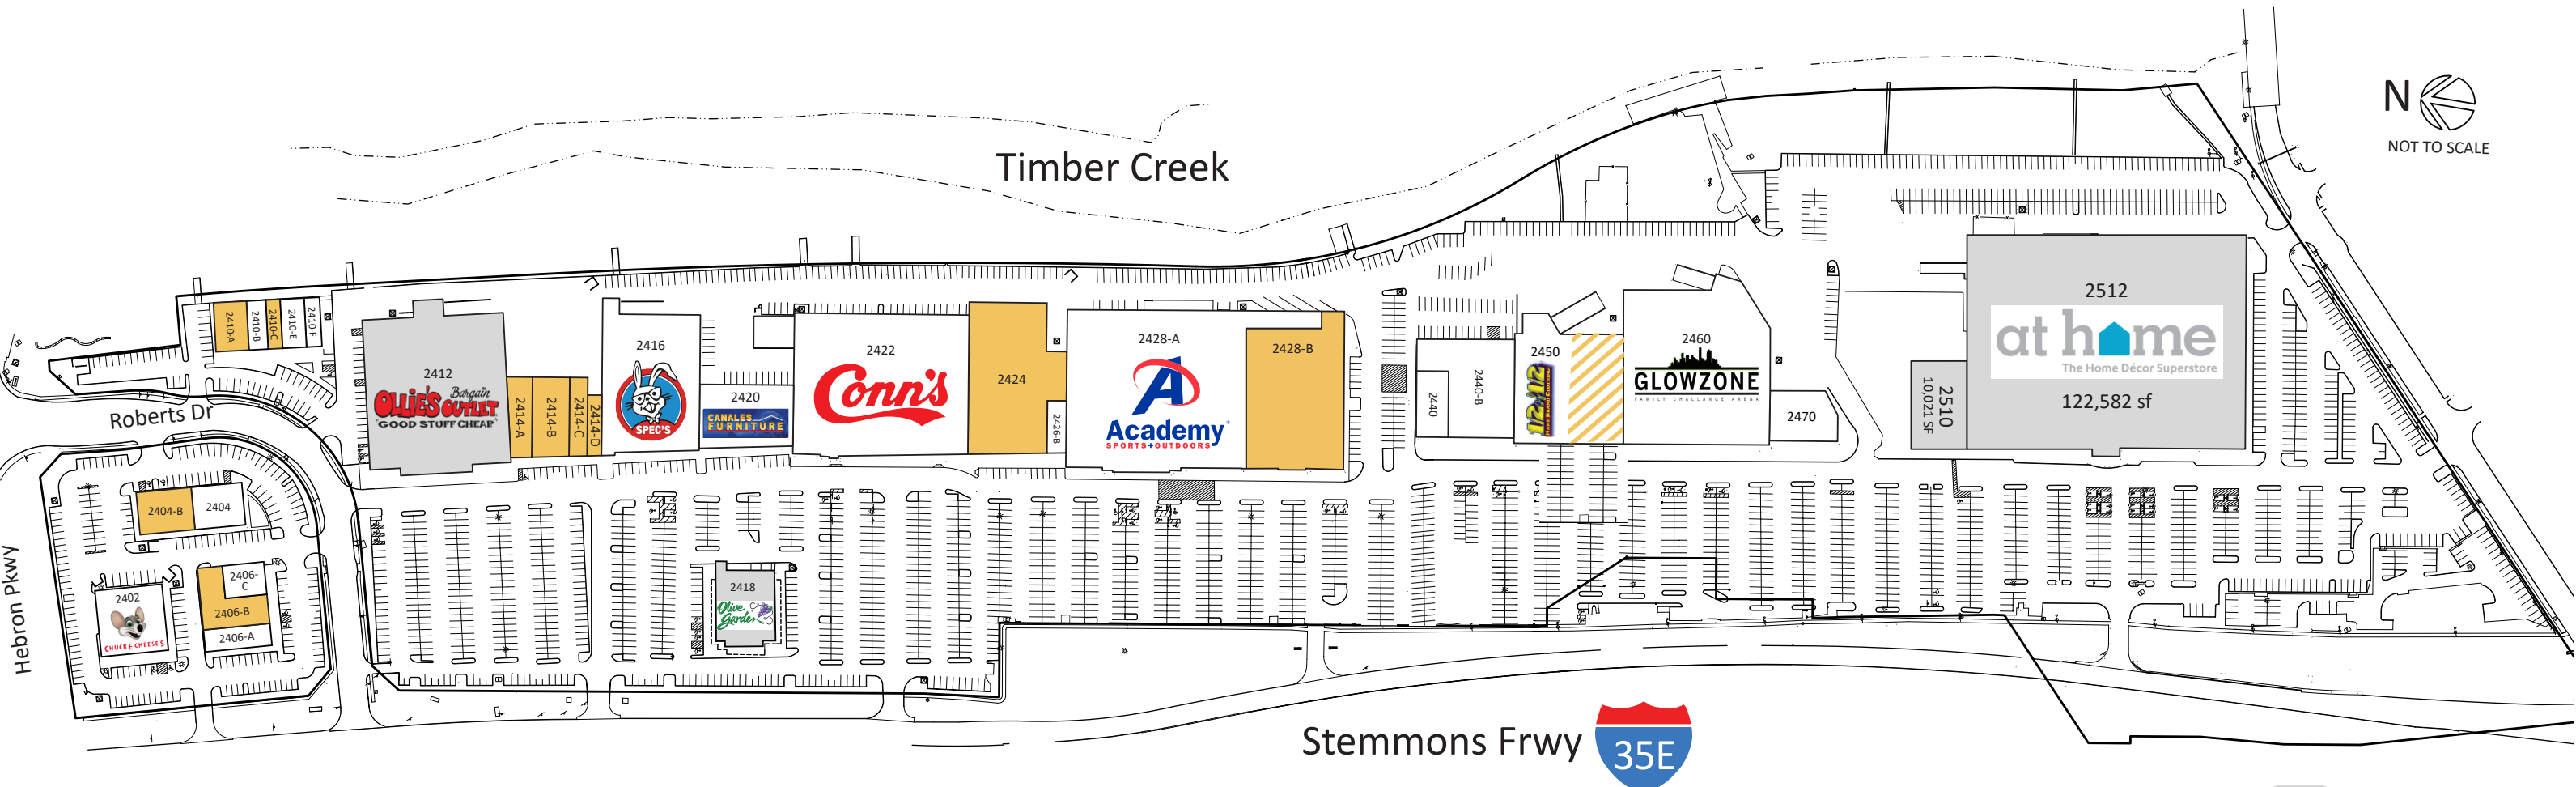 N
NOT TO SCALE
Timber Creek
2410-A
2410-B
2410-C
2410-E
2410-F
Roberts Dr
Hebron Pkwy
2412
OLLIE'S
Bargain
OUTLET
"GOOD STUFF CHEAP"
2414-A
2414-B
2414-C
2414-D
2416
SPEC'S
2420
CANALES
FURNITURE
2422
Conn's
2424
2426-B
2428-A
Academy
SPORTS+OUTDOORS
2428-B
2440
2440-B
2450
2460
GLOWZONE
FAMILY CHALLANGE ARENA
2470
2510
10,021 SF
2512
at home
The Home Décor Superstore
122,582 sf
2404-B
2404
2402
CHUCK E CHEESE'S
2406-
C
2406-B
2406-A
2418
Olive
Garden
Stemmons Frwy
35E